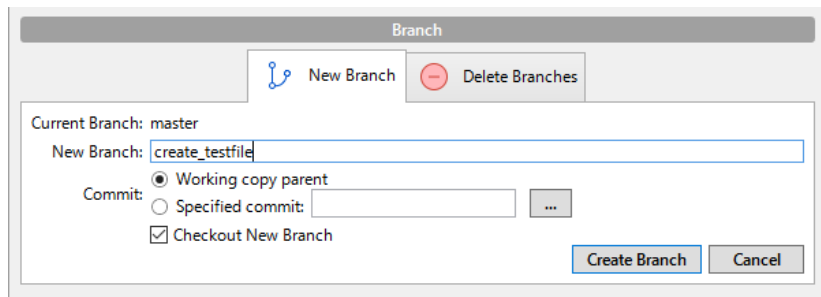 Branch
New Branch Delete Branches
Current Branch: master
New Branch: create_testfile
Commit: Working copy parent
Specified commit: ...
Checkout New Branch
Create Branch Cancel